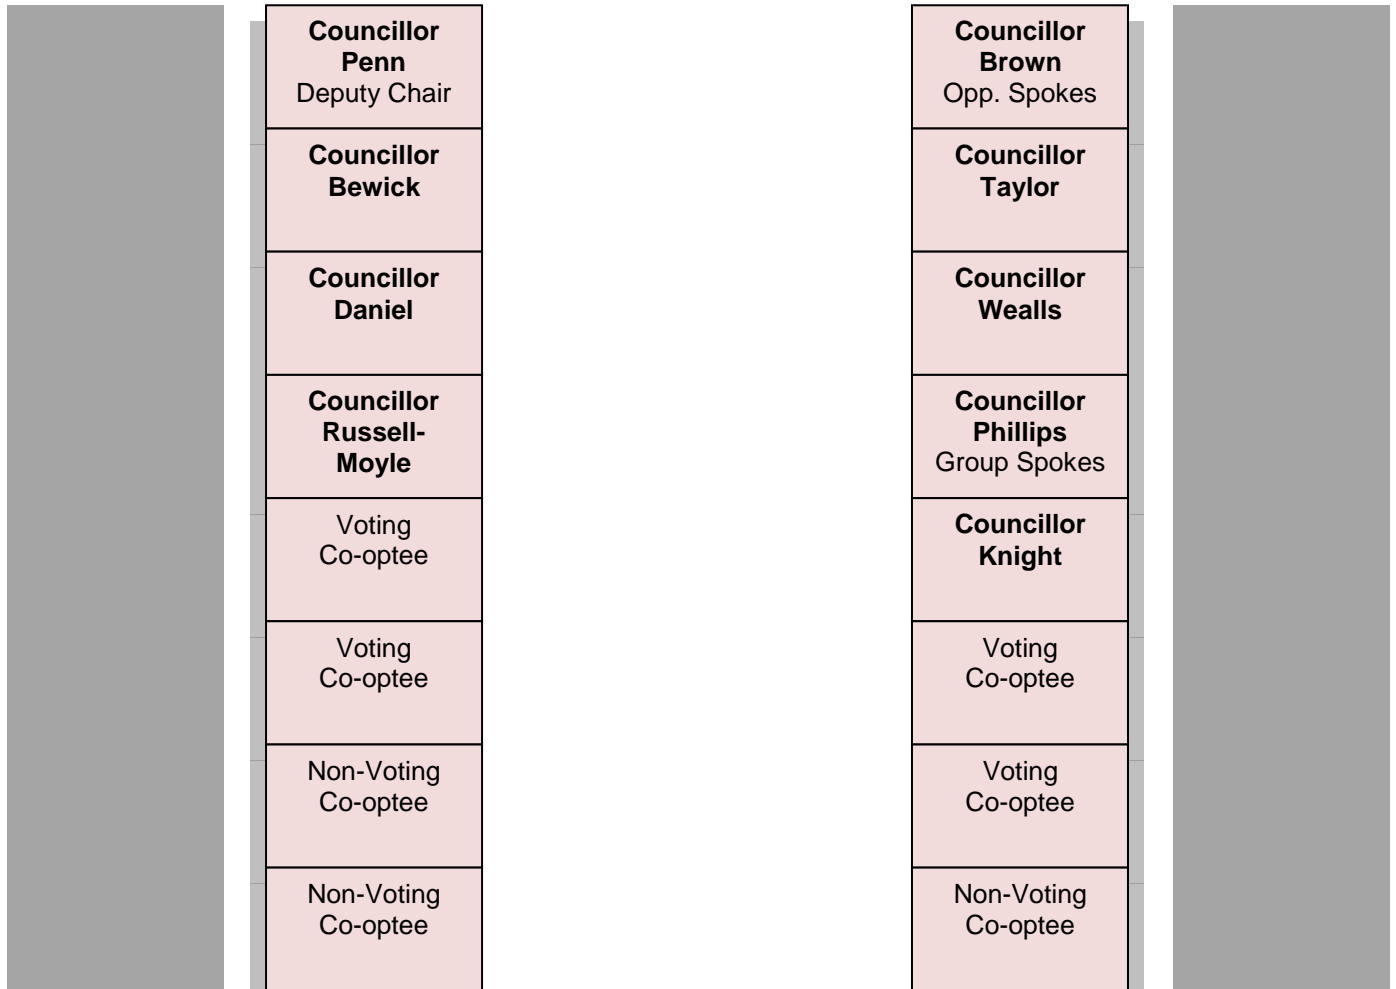 Councillor
Penn
Deputy Chair
Councillor
Bewick
Councillor
Daniel
Councillor
Russell-
Moyle
Voting
Co-optee
Voting
Co-optee
Non-Voting
Co-optee
Non-Voting
Co-optee
Councillor
Brown
Opp. Spokes
Councillor
Taylor
Councillor
Wealls
Councillor
Phillips
Group Spokes
Councillor
Knight
Voting
Co-optee
Voting
Co-optee
Non-Voting
Co-optee